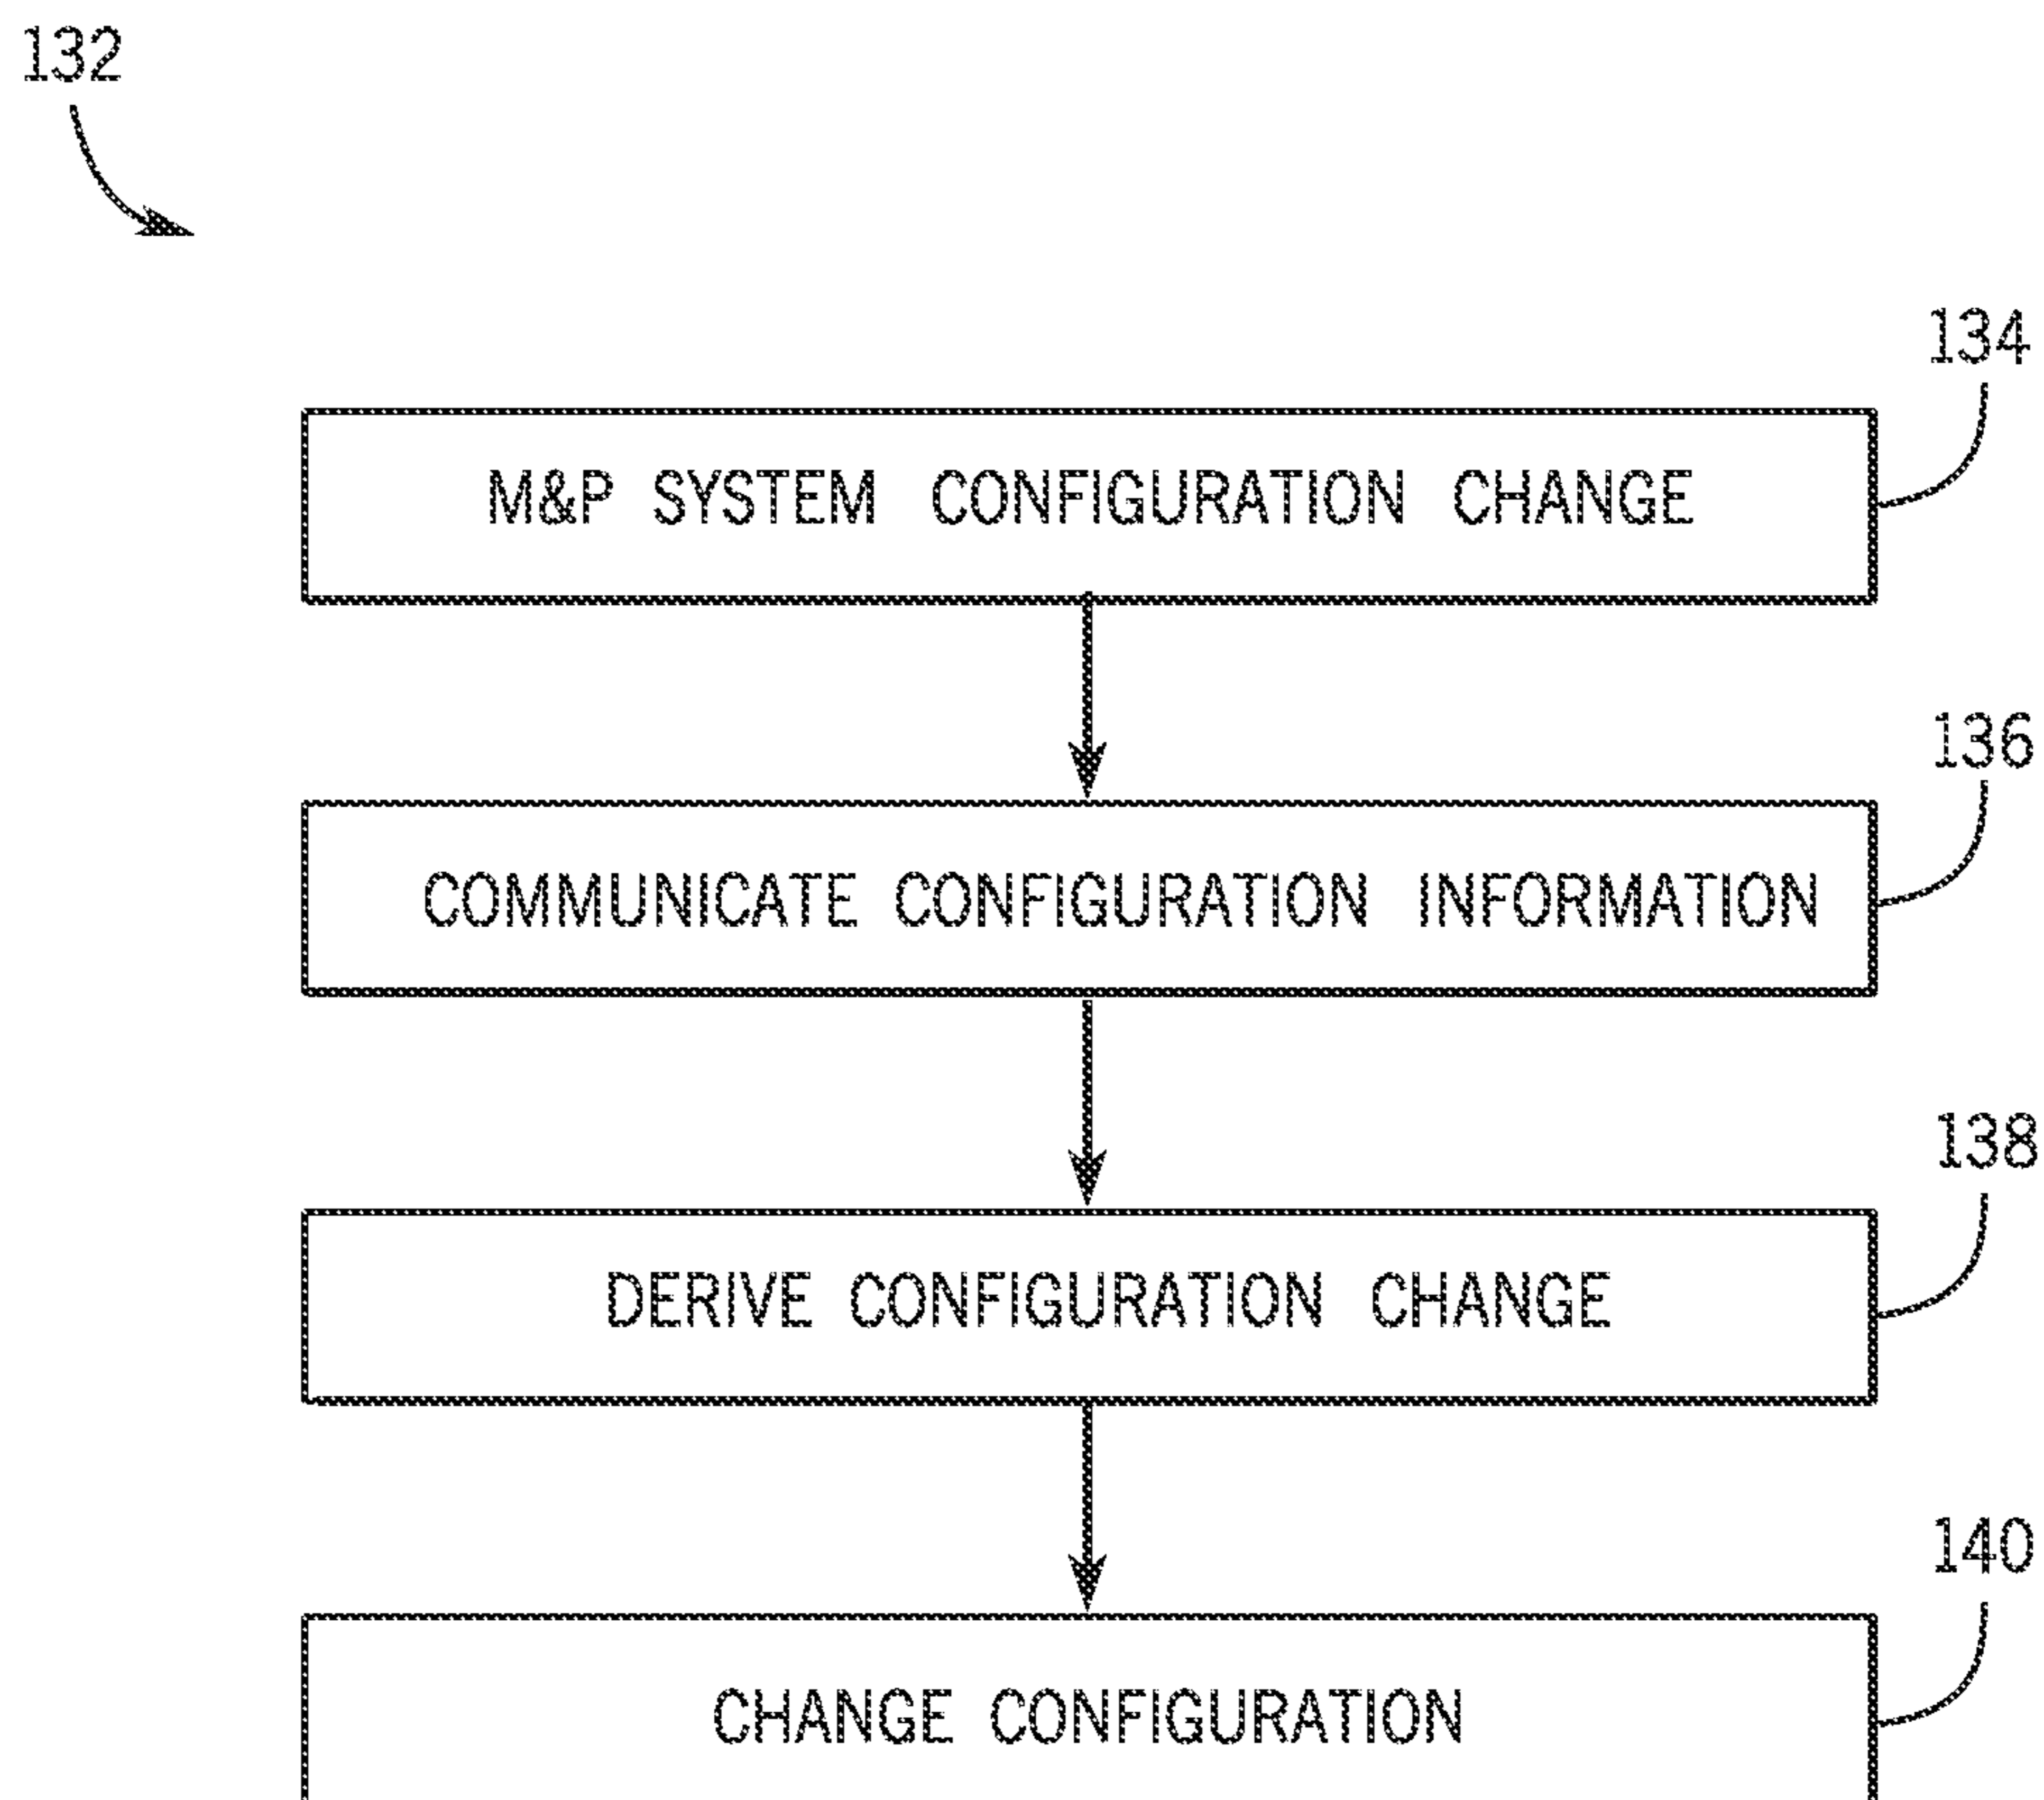 132
134
M&P SYSTEM CONFIGURATION CHANGE
136
COMMUNICATE CONFIGURATION INFORMATION
138
DERIVE CONFIGURATION CHANGE
140
CHANGE CONFIGURATION